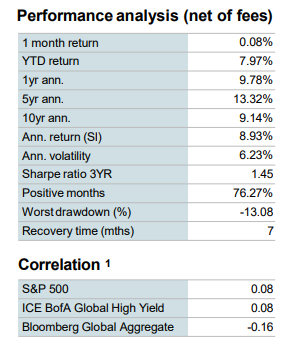 Performance analysis (net of fees)
1 month return 0.08%
YTD return 7.97%
1yr ann. 9.78%
5yr ann. 13.32%
10yr ann. 9.14%
Ann. return (SI) 8.93%
Ann. volatility 6.23%
Sharpe ratio 3YR 1.45
Positive months 76.27%
Worst drawdown (%) -13.08
Recovery time (mths) 7
Correlation 1
S&P 500 0.08
ICE BofA Global High Yield 0.08
Bloomberg Global Aggregate -0.16